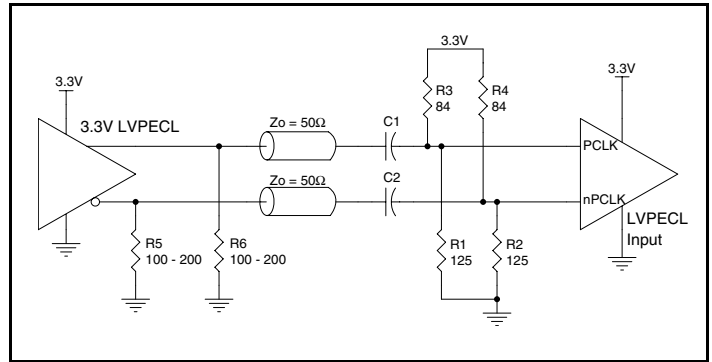 3.3V
3.3V LVPECL
R5
100 - 200
R6
100 - 200
Zo = 50Ω
Zo = 50Ω
C1
C2
3.3V
R3
84
R4
84
R1
125
R2
125
3.3V
PCLK
nPCLK
LVPECL
Input